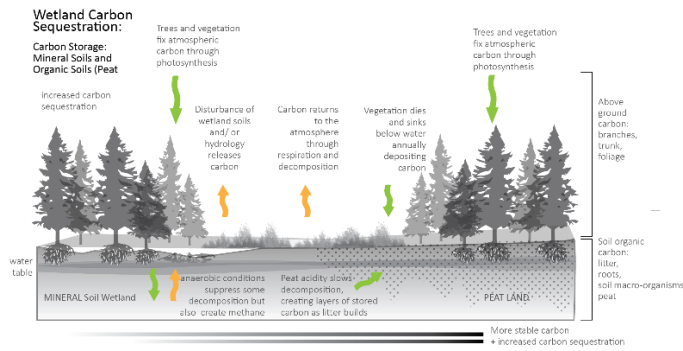 Wetland Carbon
Sequestration:
Carbon Storage:
Mineral Soils and
Organic Soils (Peat
increased carbon
sequestration
Trees and vegetation
fix atmospheric
carbon through
photosynthesis
Disturbance of
wetland soils
and/ or
hydrology
releases
carbon
Carbon returns
to the
atmosphere
through
respiration and
decomposition
Vegetation dies
and sinks
below water
annually
depositing
carbon
Trees and vegetation
fix atmospheric
carbon through
photosynthesis
Above
ground
carbon:
branches,
trunk,
foliage
water
table
MINERAL Soil Wetland
anaerobic conditions
suppress some
decomposition but
also create methane
Peat acidity slows
decomposition,
creating layers of stored
carbon as litter builds
PEAT LAND
Soil organic
carbon:
litter,
roots,
soil macro-organisms
peat
More stable carbon
+ increased carbon sequestration